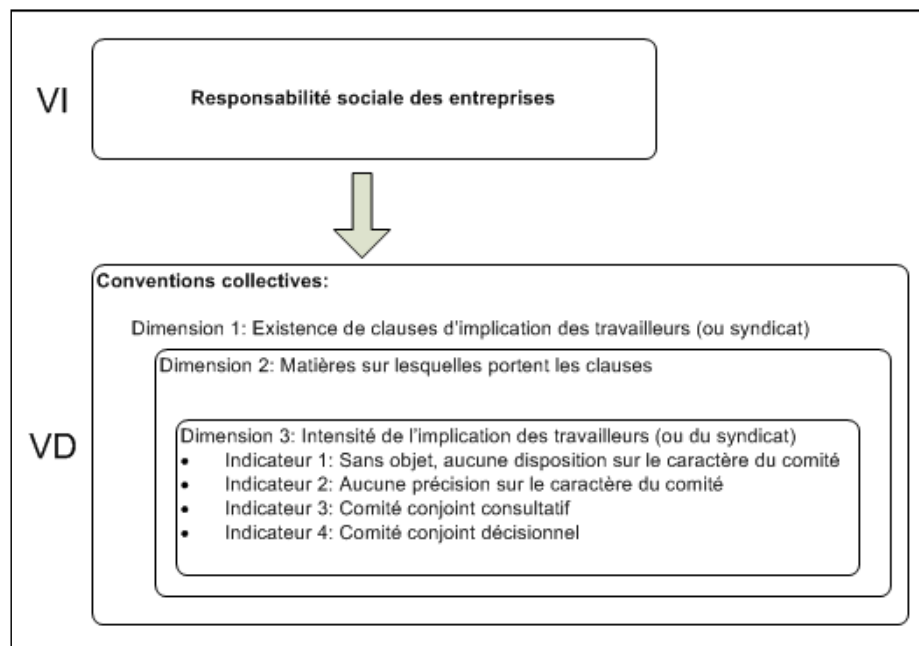 VI
Responsabilité sociale des entreprises
Conventions collectives:
Dimension 1: Existence de clauses d'implication des travailleurs (ou syndicat)
Dimension 2: Matières sur lesquelles portent les clauses
VD
Dimension 3: Intensité de l'implication des travailleurs (ou du syndicat)
• Indicateur 1: Sans objet, aucune disposition sur le caractère du comité
• Indicateur 2: Aucune précision sur le caractère du comité
• Indicateur 3: Comité conjoint consultatif
• Indicateur 4: Comité conjoint décisionnel